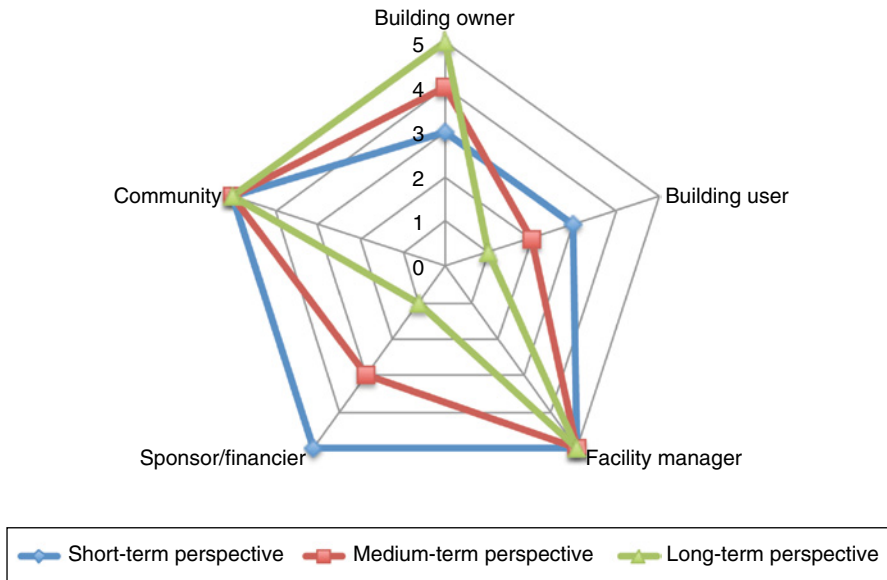 Building owner
5
4
3
2
1
0
Building user
Community
Sponsor/financier
Facility manager
Short-term perspective
Medium-term perspective
Long-term perspective